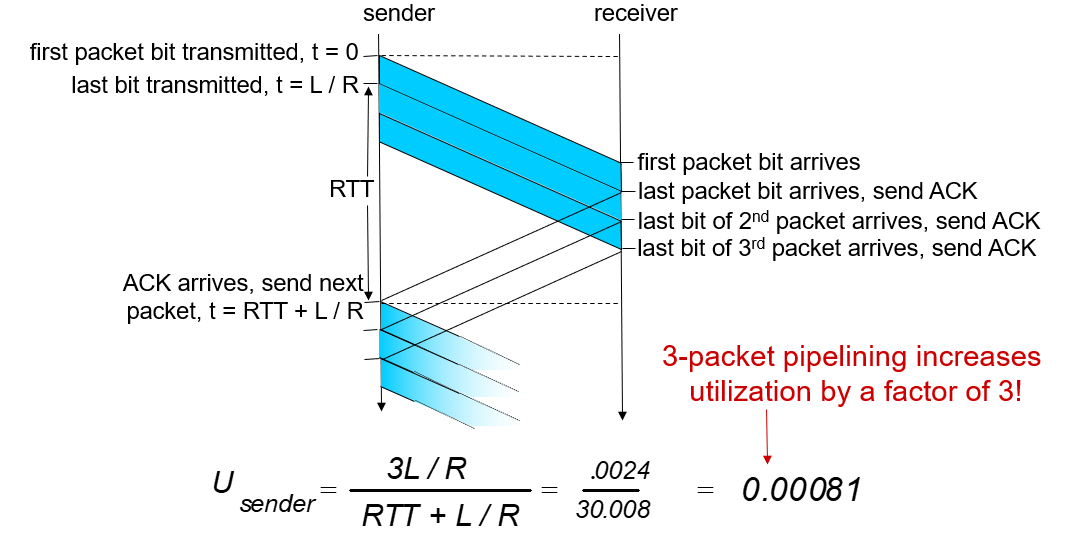 sender
receiver
first packet bit transmitted, t = 0
last bit transmitted, t = L / R
RTT
first packet bit arrives
last packet bit arrives, send ACK
last bit of 2nd packet arrives, send ACK
last bit of 3rd packet arrives, send ACK
ACK arrives, send next
packet, t = RTT + L / R
3-packet pipelining increases
utilization by a factor of 3!
U sender = 3L / R / RTT + L / R = .0024 / 30.008 = 0.00081